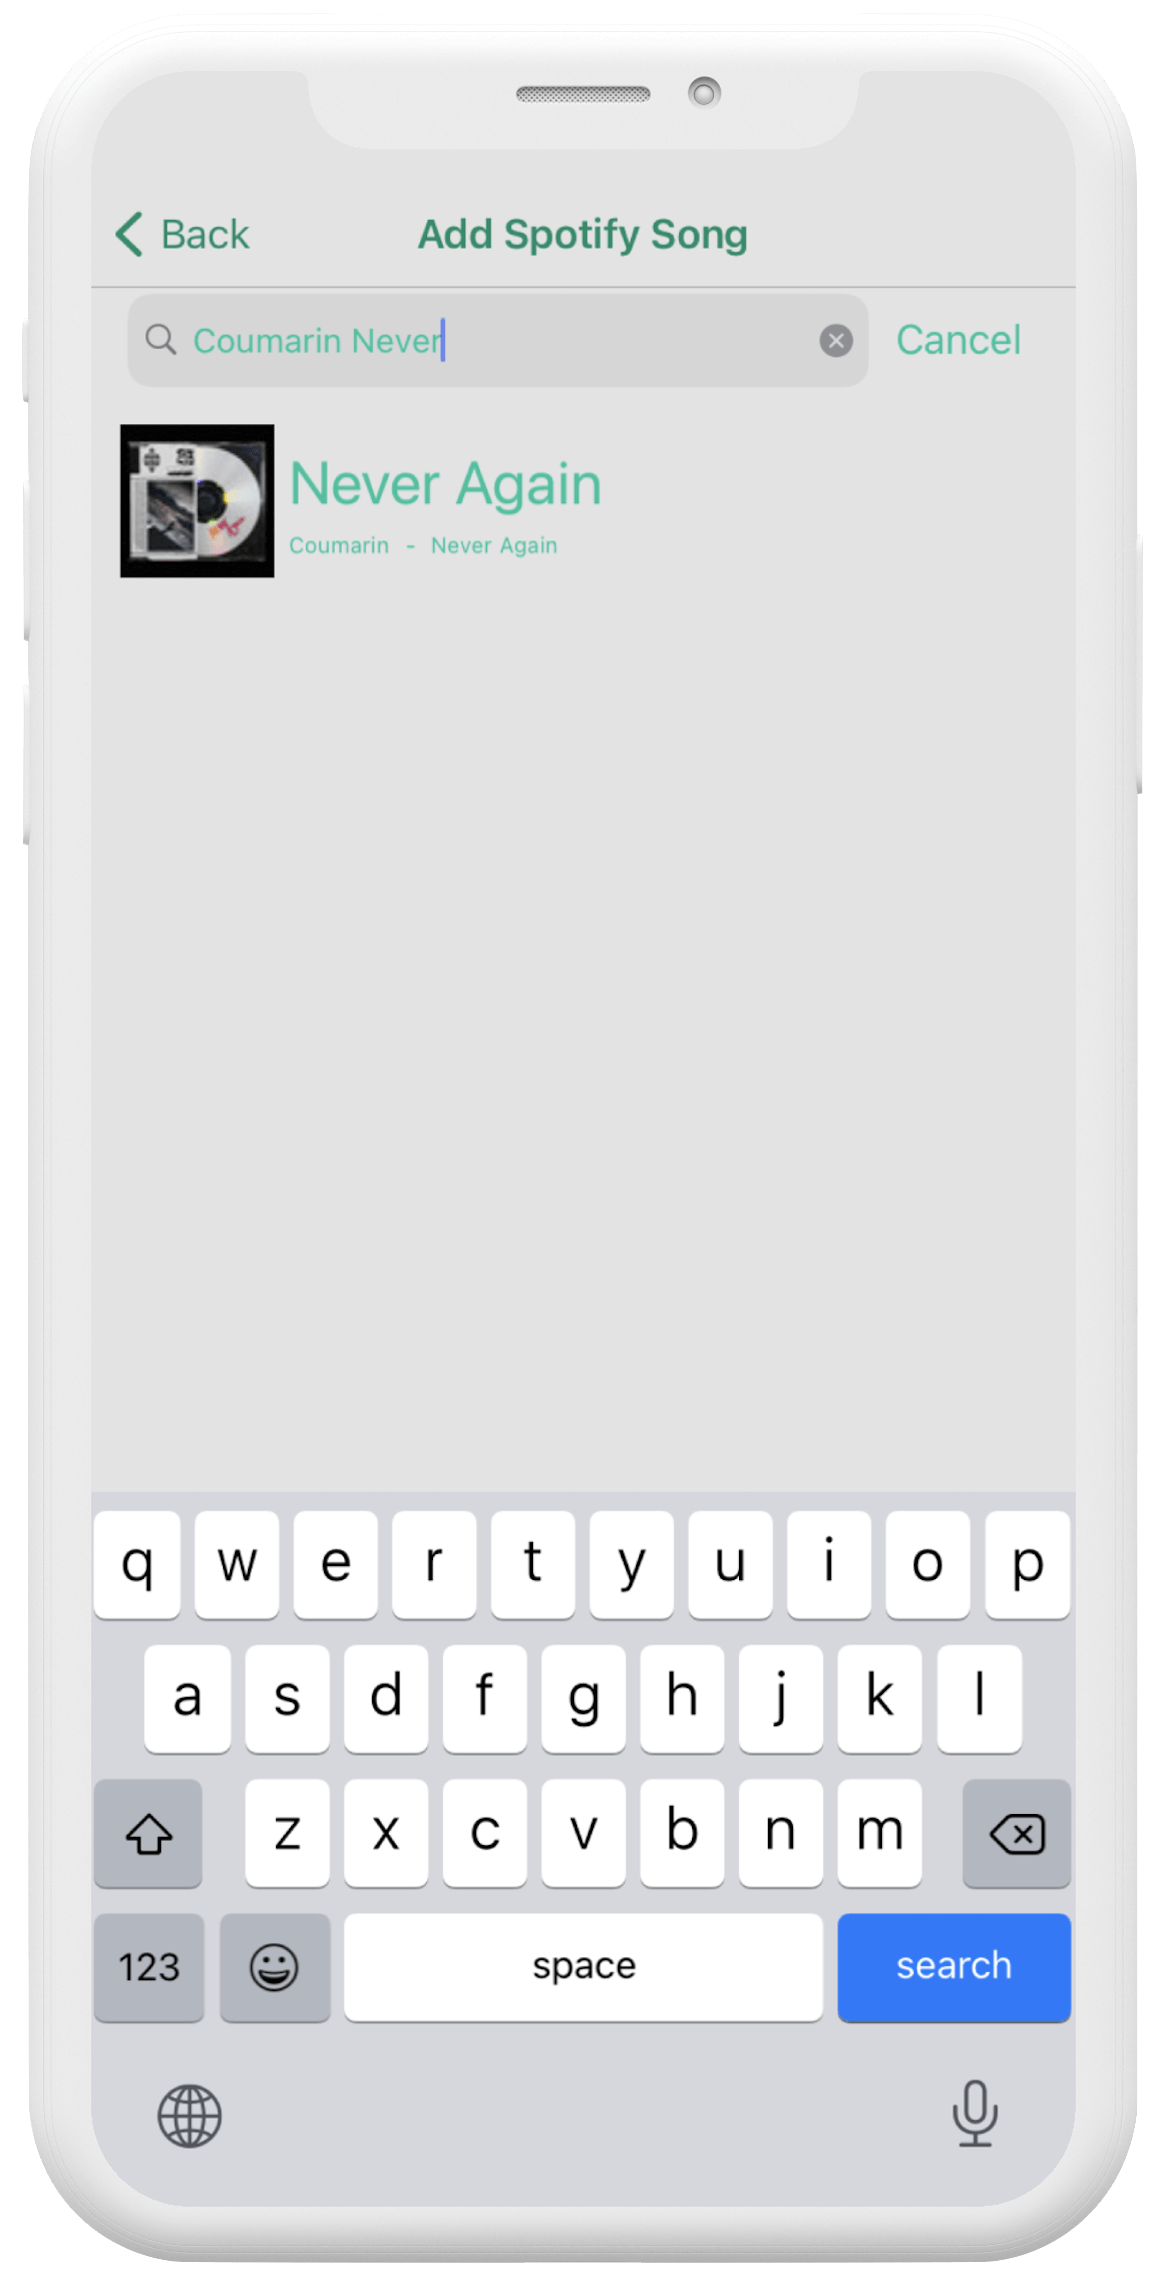 Back
Add Spotify Song
Coumarin Never
Cancel
Never Again
Coumarin - Never Again
q w e r t y u i o p
a s d f g h j k l
z x c v b n m
123
space
search